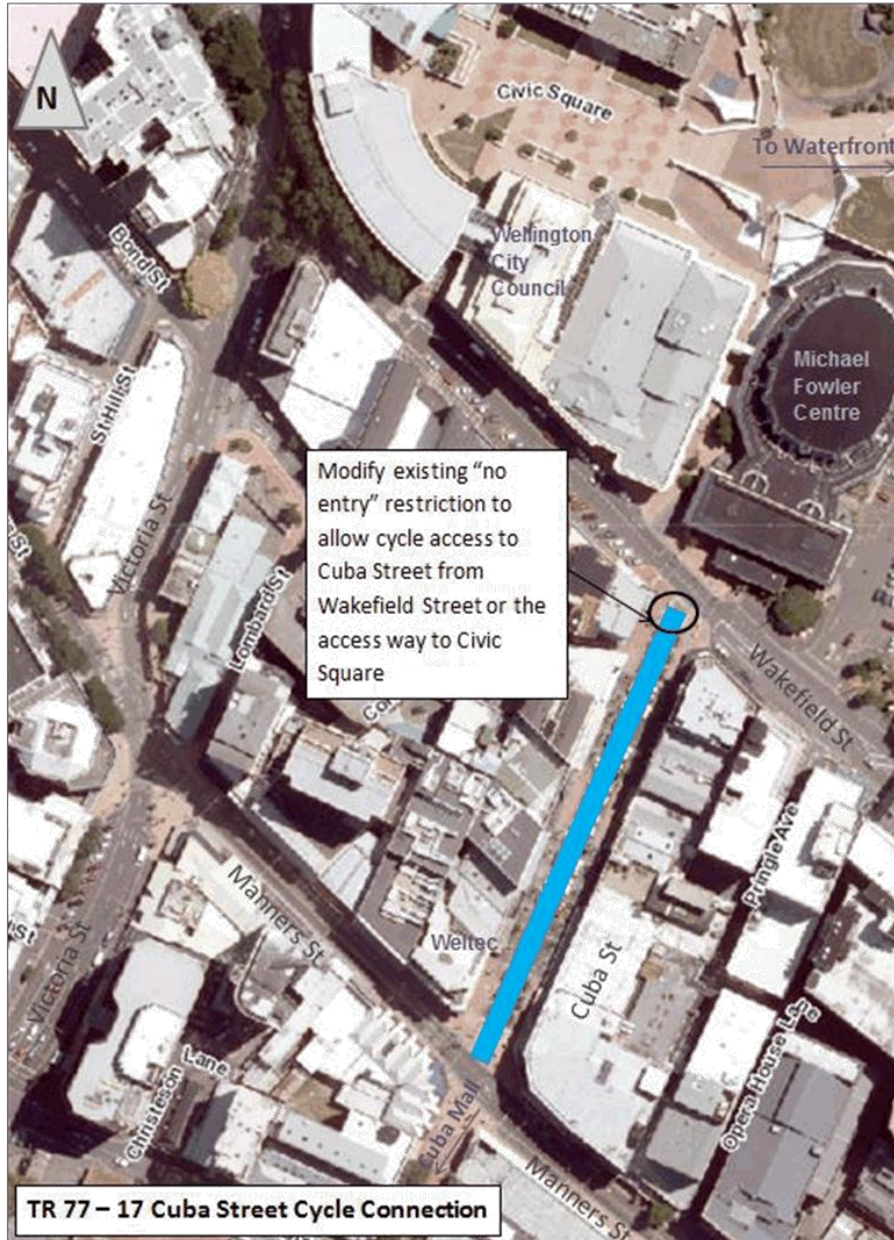 N
Civic Square
To Waterfront
Bond St
Wellington
City
Council
Michael
Fowler
Centre
St Hill St
Victoria St
Lombard St
Modify existing “no
entry” restriction to
allow cycle access to
Cuba Street from
Wakefield Street or the
access way to Civic
Square
Wakefield St
Pringle Ave
Manners St
Weltec
Cuba St
Victoria St
Opera House Lane
Christeson Lane
Cuba Mall
Manners St
TR 77 – 17 Cuba Street Cycle Connection